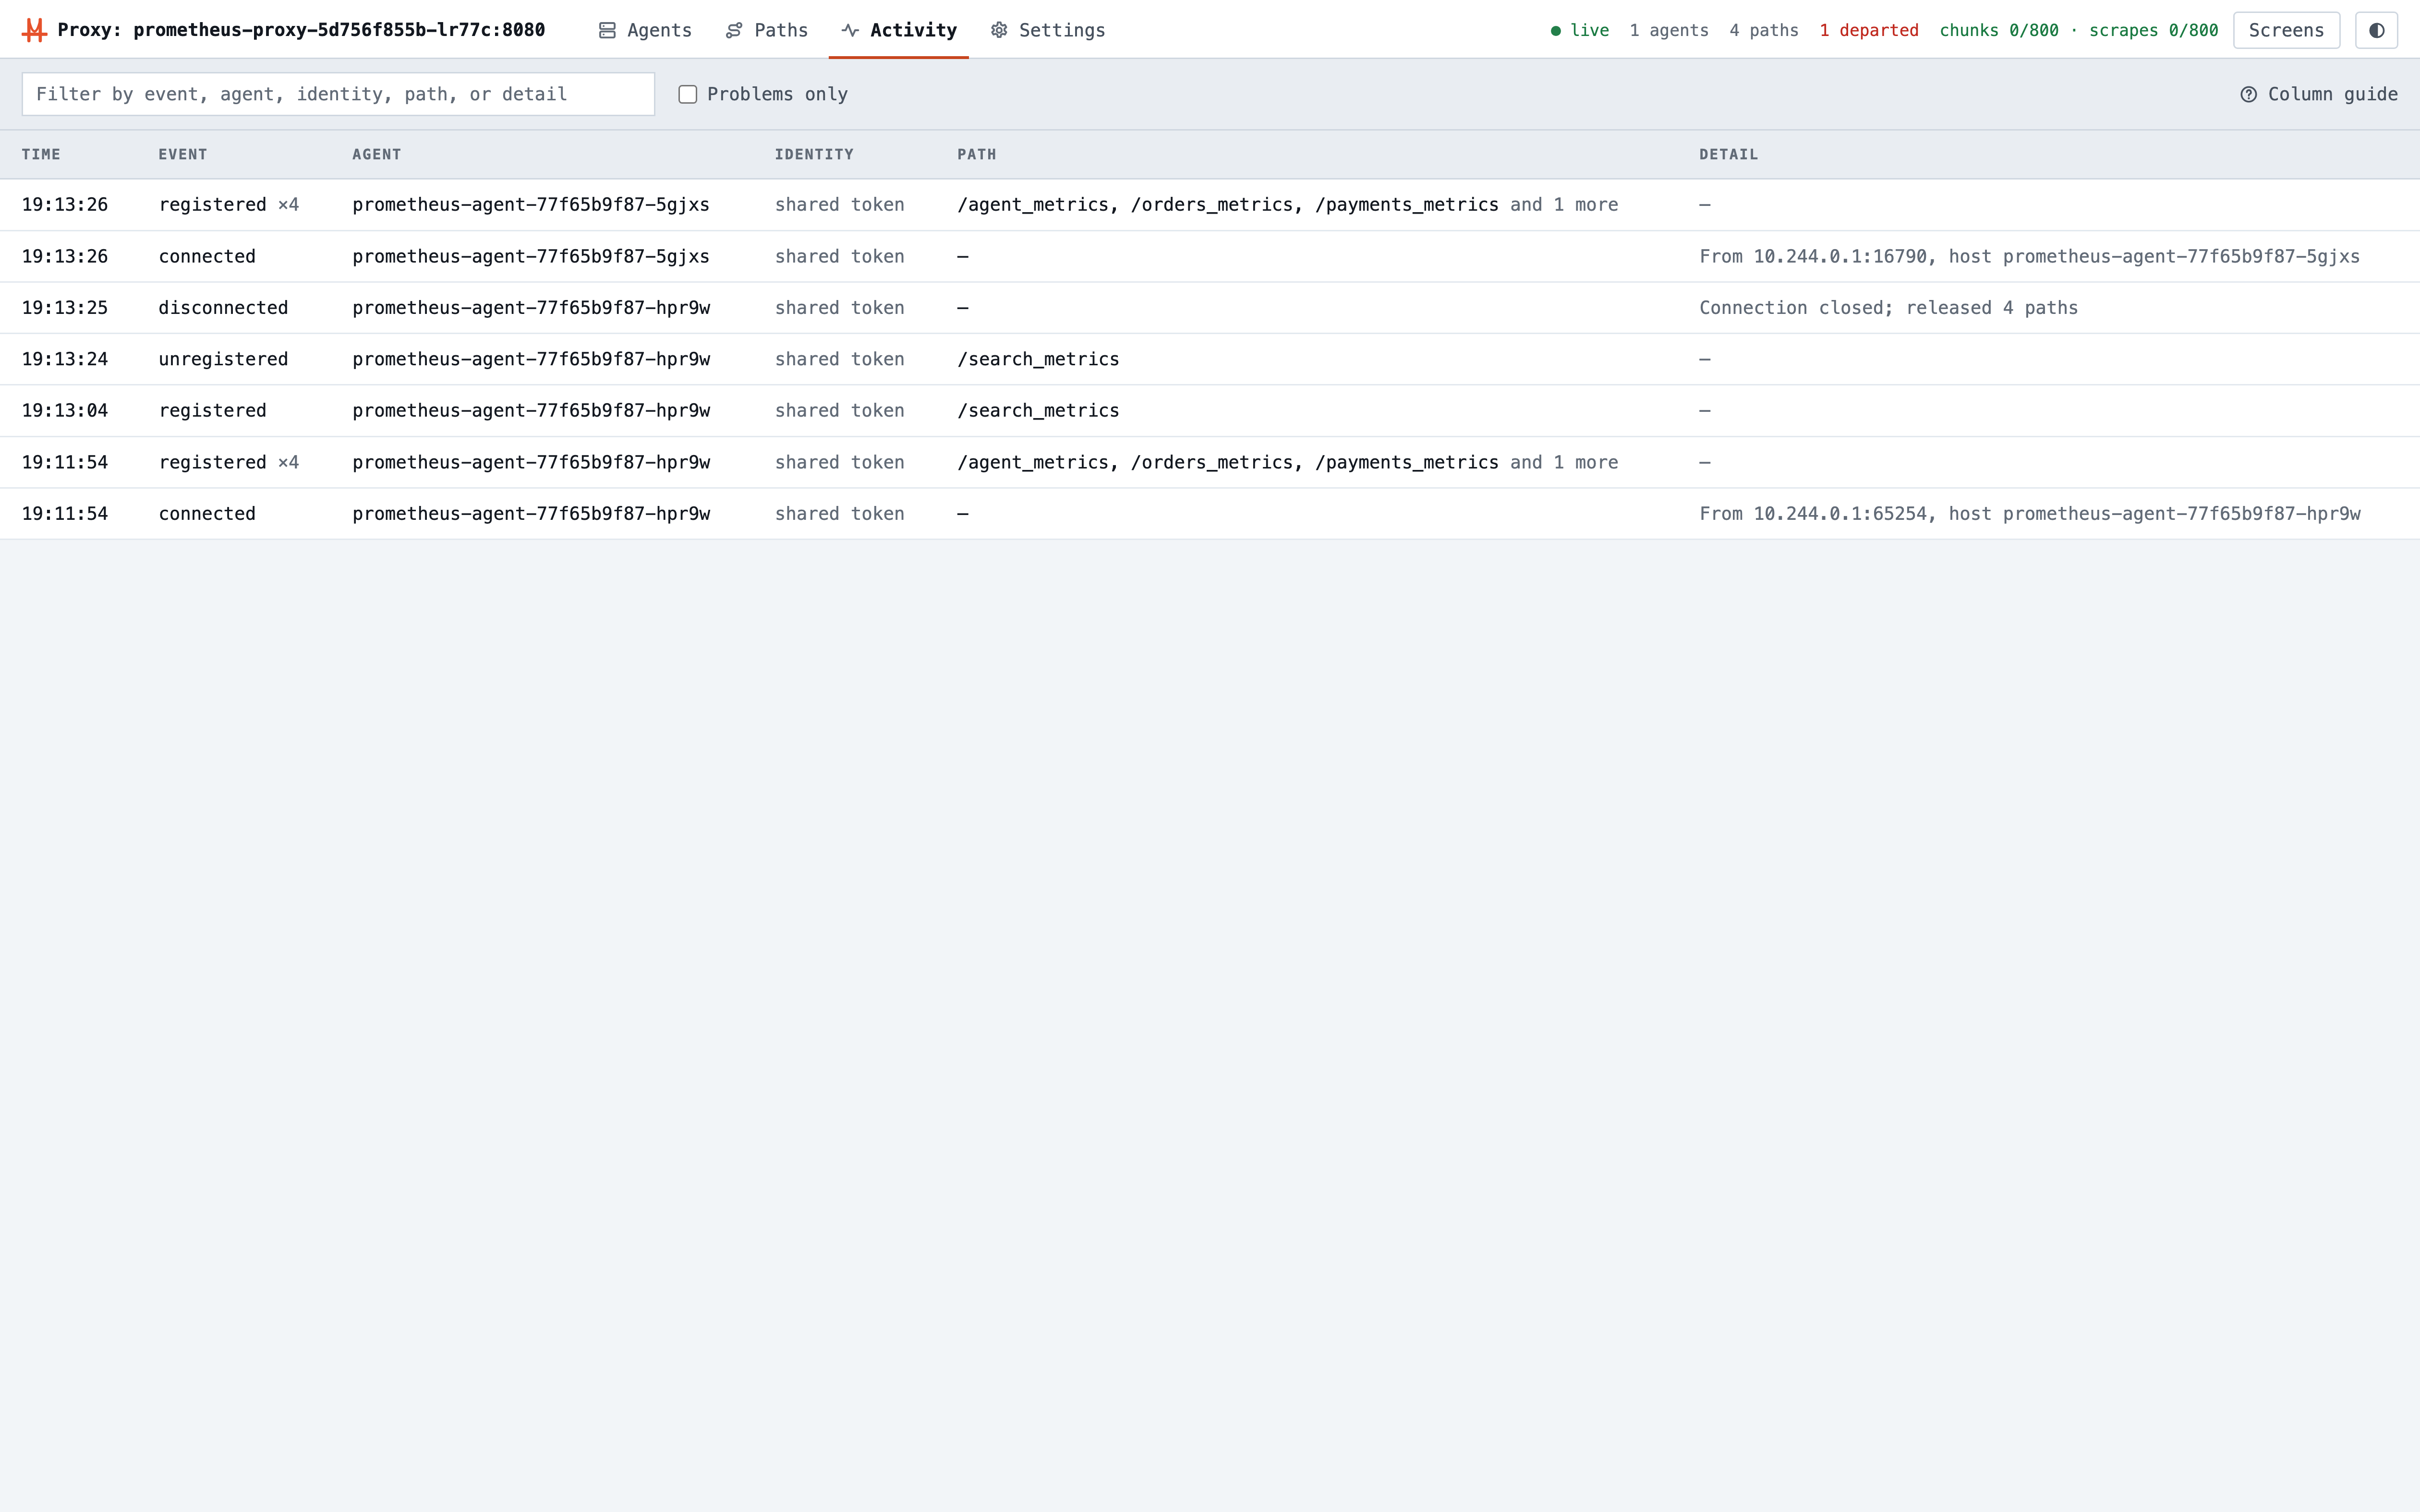 Proxy: prometheus-proxy-5d756f855b-lr77c:8080 Agents Paths Activity Settings live 1 agents 4 paths 1 departed chunks 0/800 · scrapes 0/800 Screens
Filter by event, agent, identity, path, or detail Problems only Column guide
TIME EVENT AGENT IDENTITY PATH DETAIL
19:13:26 registered ×4 prometheus-agent-77f65b9f87-5gjxs shared token /agent_metrics, /orders_metrics, /payments_metrics and 1 more —
19:13:26 connected prometheus-agent-77f65b9f87-5gjxs shared token — From 10.244.0.1:16790, host prometheus-agent-77f65b9f87-5gjxs
19:13:25 disconnected prometheus-agent-77f65b9f87-hpr9w shared token — Connection closed; released 4 paths
19:13:24 unregistered prometheus-agent-77f65b9f87-hpr9w shared token /search_metrics —
19:13:04 registered prometheus-agent-77f65b9f87-hpr9w shared token /search_metrics —
19:11:54 registered ×4 prometheus-agent-77f65b9f87-hpr9w shared token /agent_metrics, /orders_metrics, /payments_metrics and 1 more —
19:11:54 connected prometheus-agent-77f65b9f87-hpr9w shared token — From 10.244.0.1:65254, host prometheus-agent-77f65b9f87-hpr9w